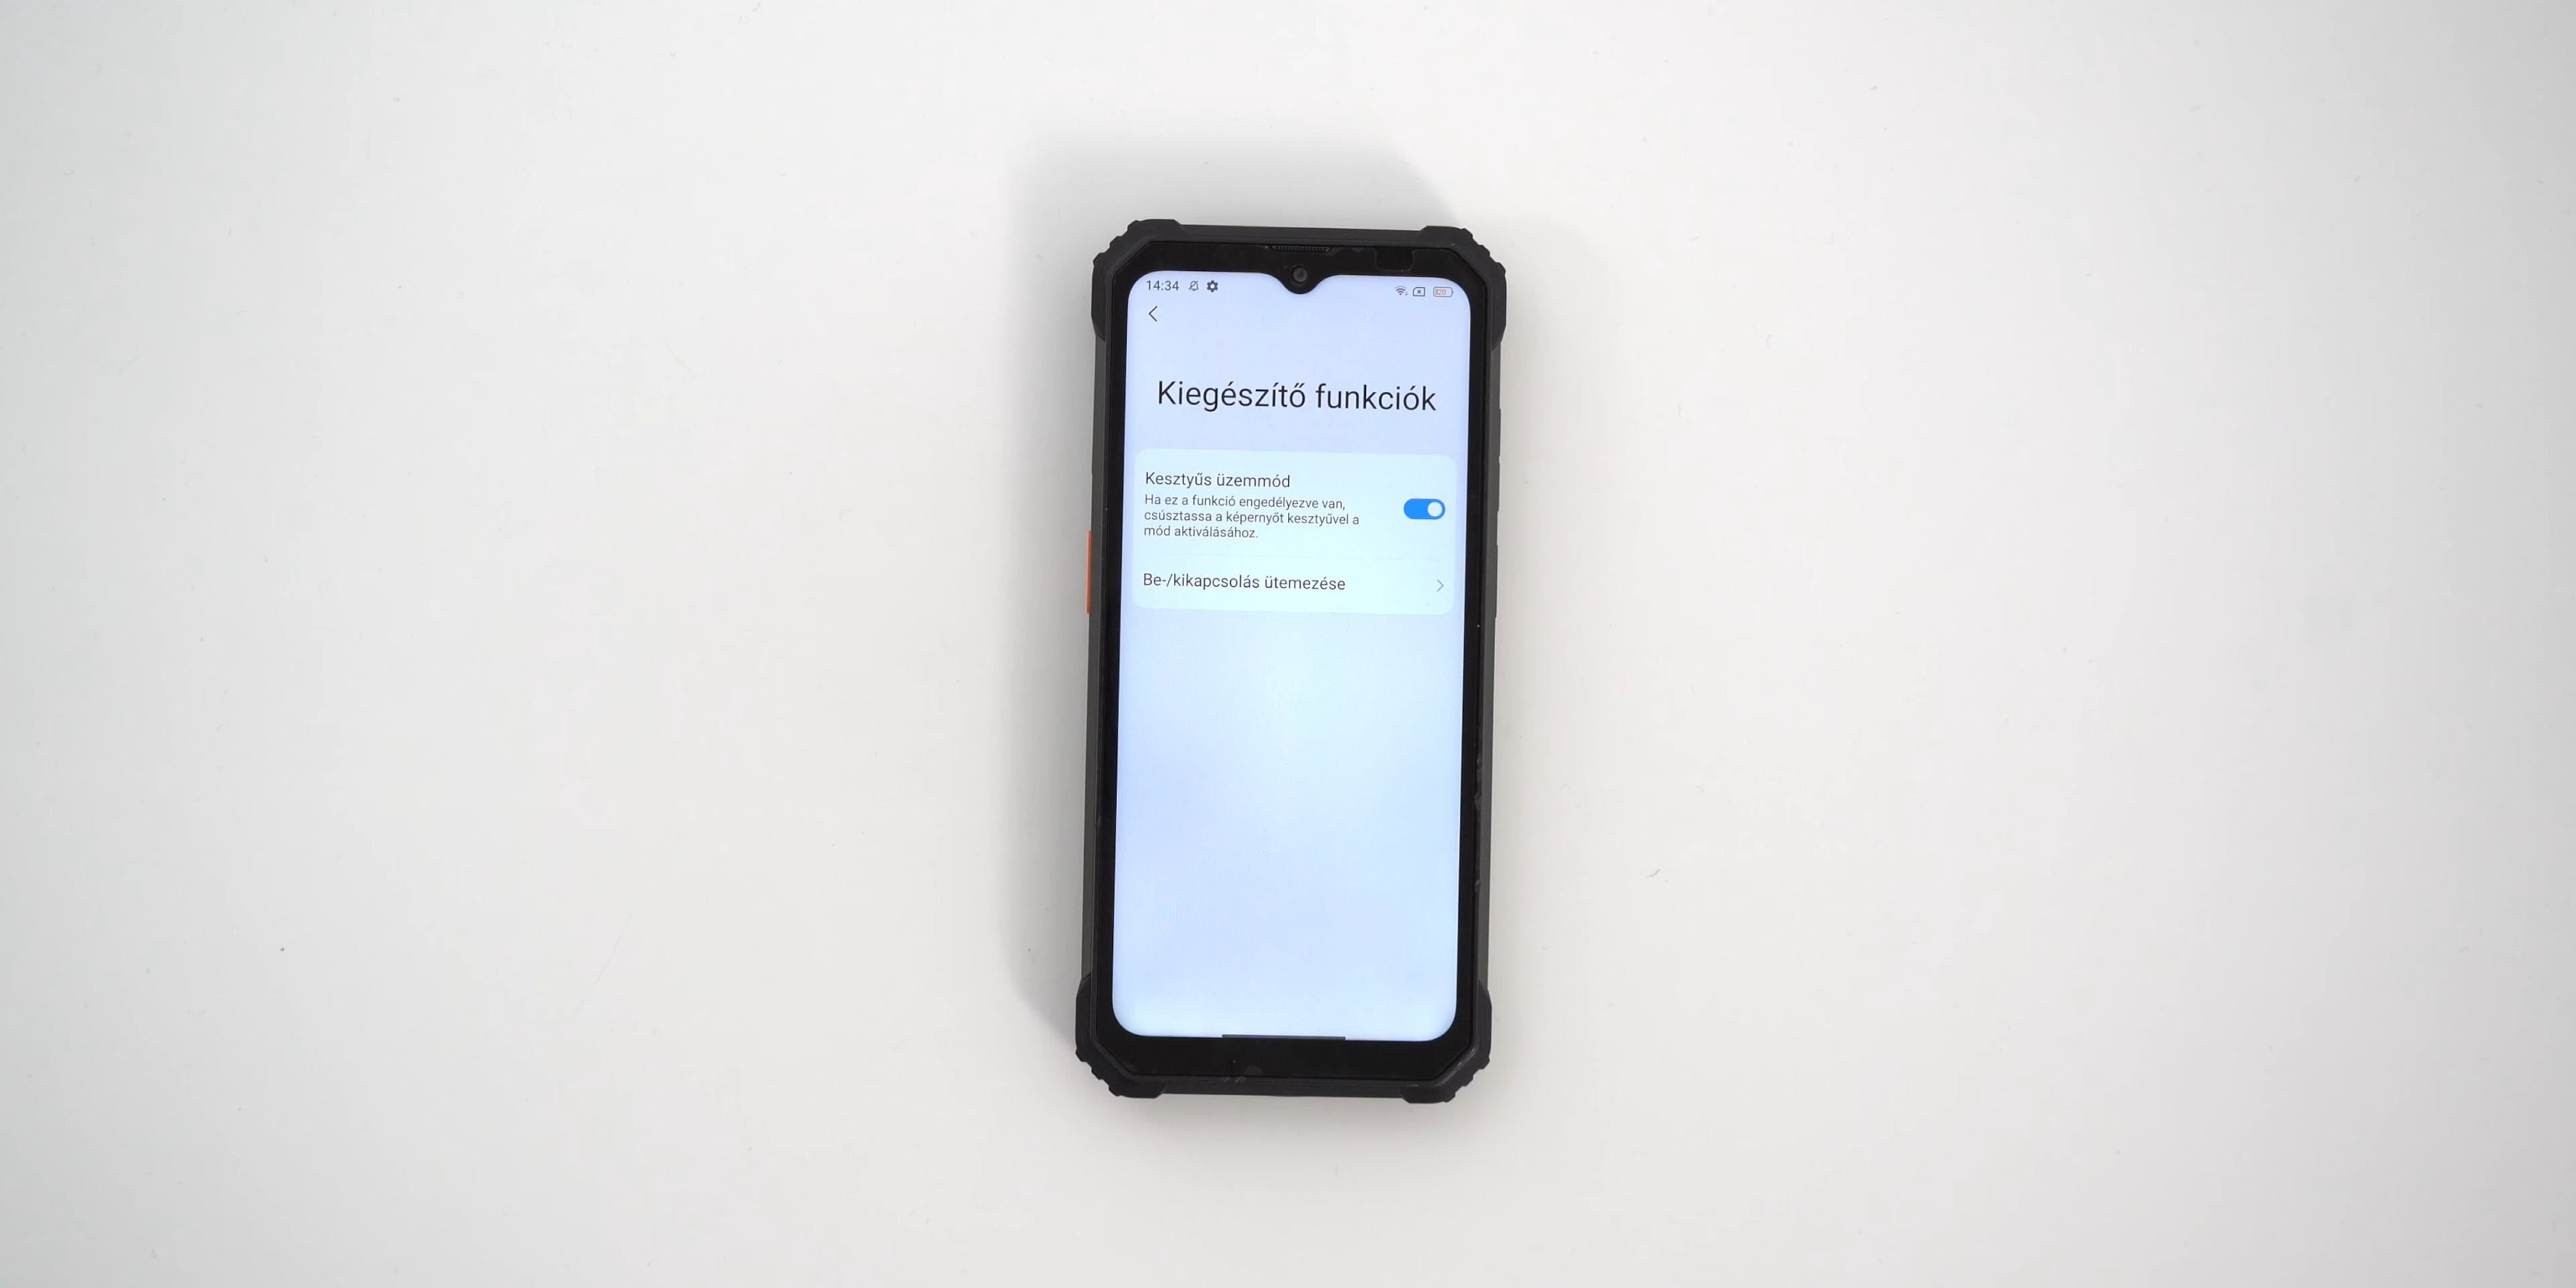 14:34
Kiegészítő funkciók
Kesztyűs üzemmód
Ha ez a funkció engedélyezve van,
csúsztassa a képernyőt kesztyűvel a
mód aktiválásához.
Be-/kikapcsolás ütemezése